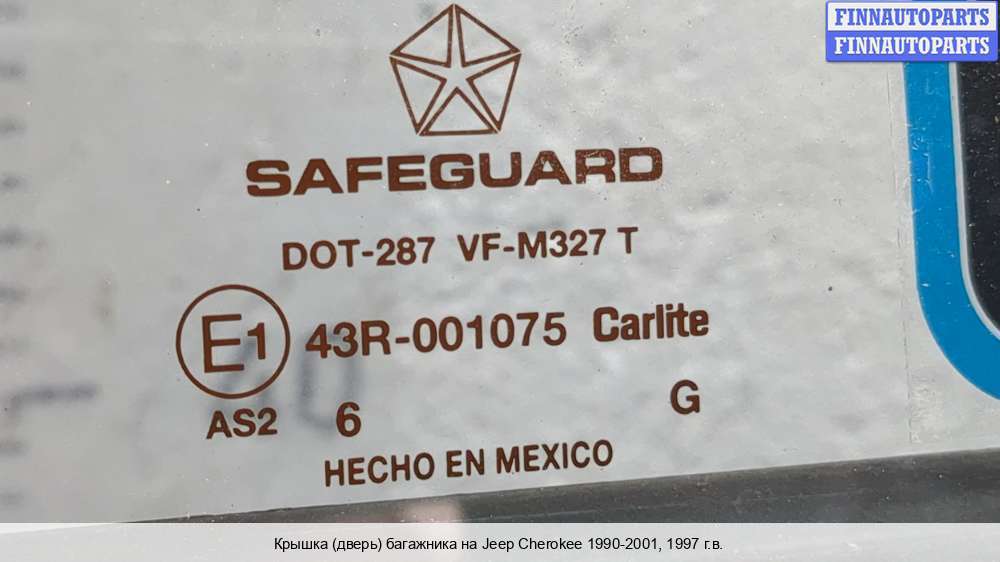 FINNAUTOPARTS
FINNAUTOPARTS
SAFEGUARD
DOT-287 VF-M327 T
E1 43R-001075 Carlite
AS2 6 G
HECHO EN MEXICO
Крышка (дверь) багажника на Jeep Cherokee 1990-2001, 1997 г.в.